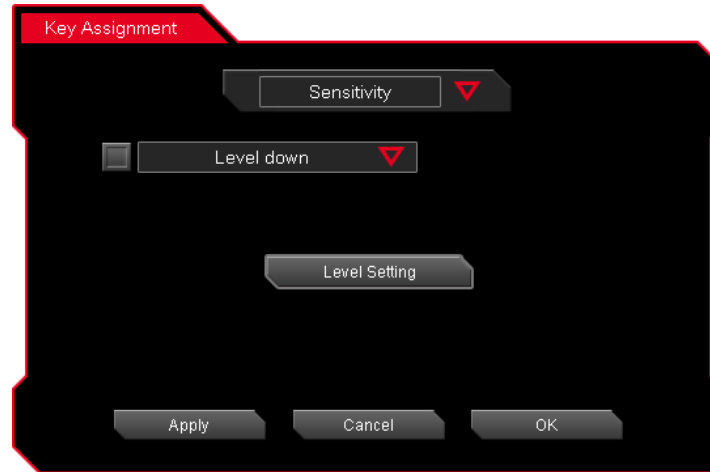 Key Assignment
Sensitivity
Level down
Level Setting
Apply Cancel OK